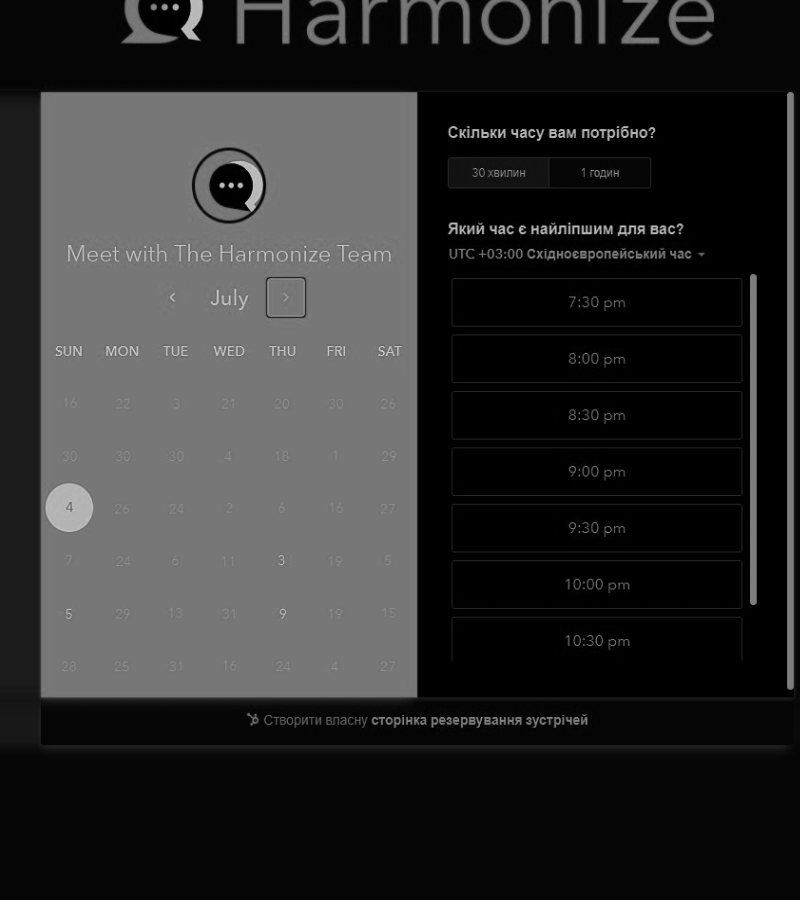 Harmonize
Meet with The Harmonize Team
July
SUN MON TUE WED THU FRI SAT
16 22 3 21 20 30 26
30 30 30 4 18 1 29
4 26 24 2 6 16 27
7 24 6 11 3 19 5
5 29 13 31 9 19 15
28 25 31 16 24 4 27
Скільки часу вам потрібно?
30 хвилин 1 годин
Який час є найліпшим для вас?
UTC +03:00 Східноєвропейський час
7:30 pm
8:00 pm
8:30 pm
9:00 pm
9:30 pm
10:00 pm
10:30 pm
Створити власну сторінка резервування зустрічей